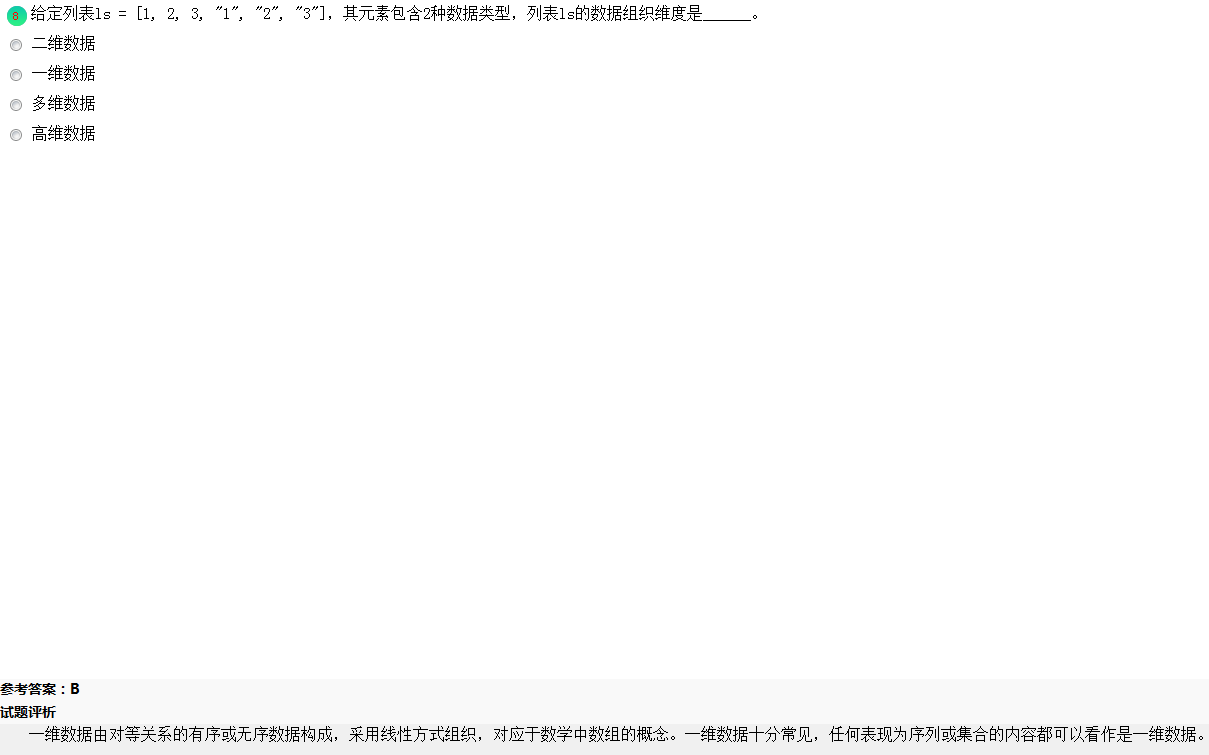 8 给定列表ls = [1, 2, 3, "1", "2", "3"]，其元素包含2种数据类型，列表ls的数据组织维度是______。
二维数据
一维数据
多维数据
高维数据
参考答案：B
试题评析
一维数据由对等关系的有序或无序数据构成，采用线性方式组织，对应于数学中数组的概念。一维数据十分常见，任何表现为序列或集合的内容都可以看作是一维数据。